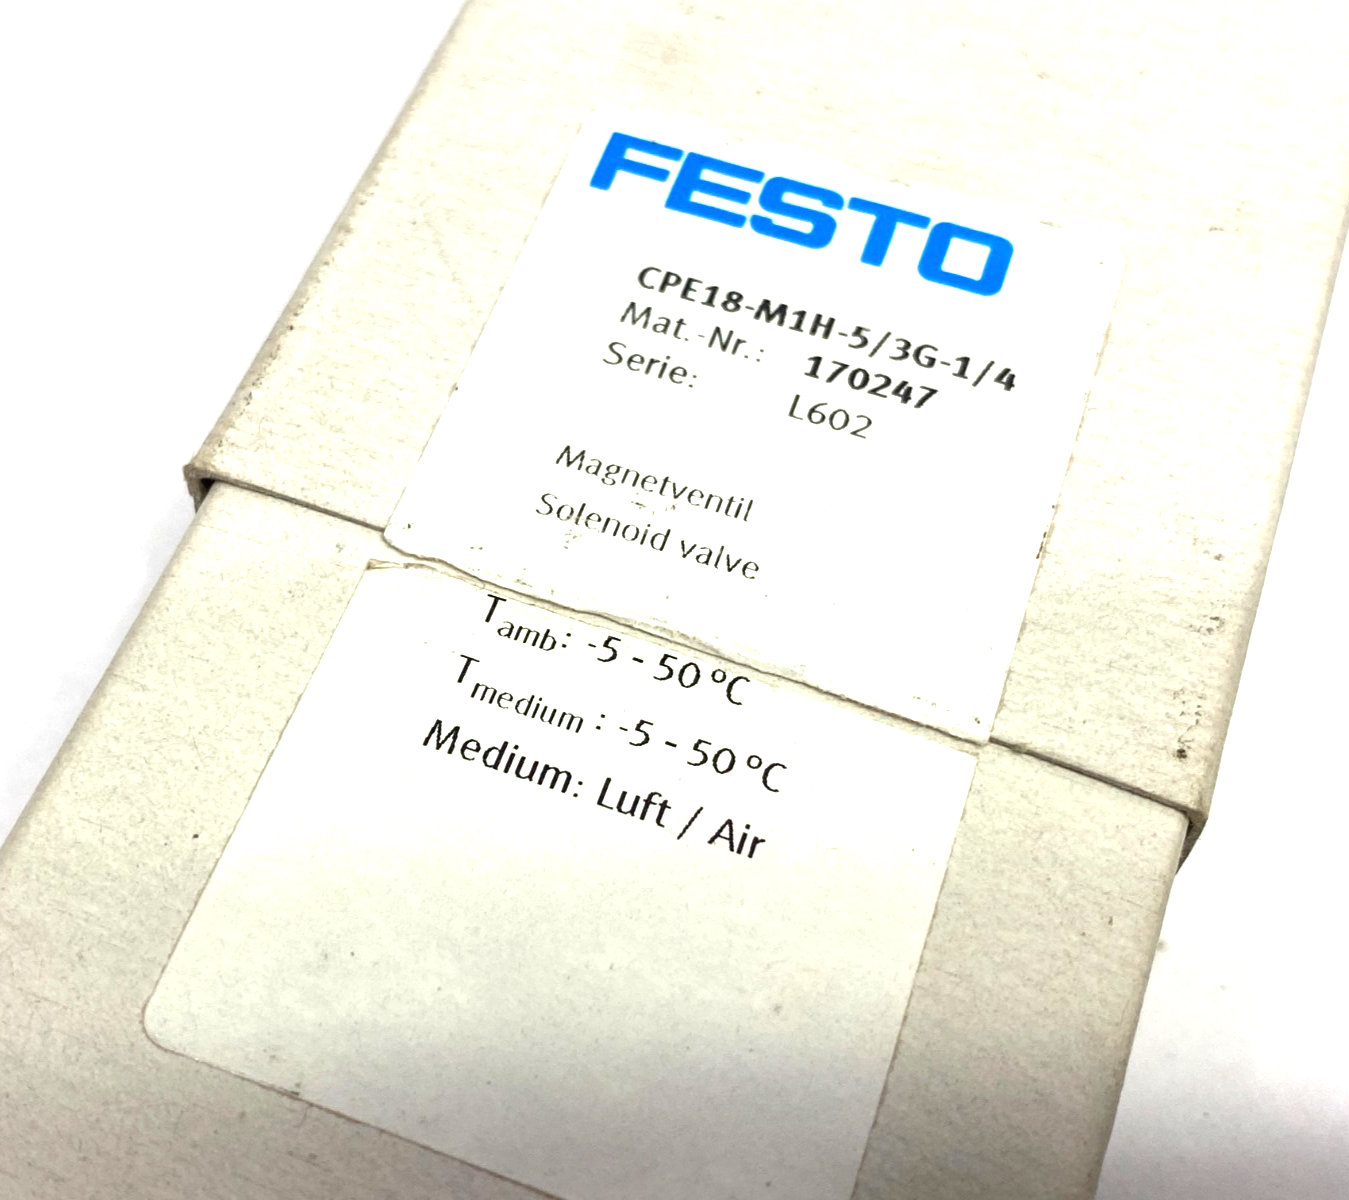 FESTO
CPE18-M1H-5/3G-1/4
Mat.-Nr.: 170247
Serie: L602
Magnetventil
Solenoid valve
Tamb: -5 - 50 °C
Tmedium : -5 - 50 °C
Medium: Luft / Air